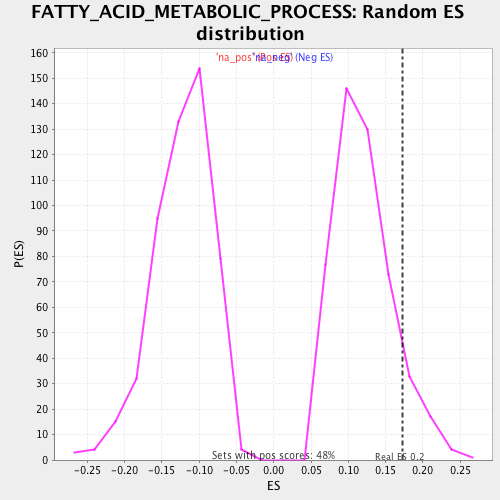 FATTY_ACID_METABOLIC_PROCESS: Random ES
distribution
'na_pos' (Pos ES)
'na_neg' (Neg ES)
160
150
140
130
120
110
100
90
80
70
60
50
40
30
20
10
0
P(ES)
Sets with pos scores: 48%
Real ES 0.2
-0.25 -0.20 -0.15 -0.10 -0.05 0.00 0.05 0.10 0.15 0.20 0.25
ES